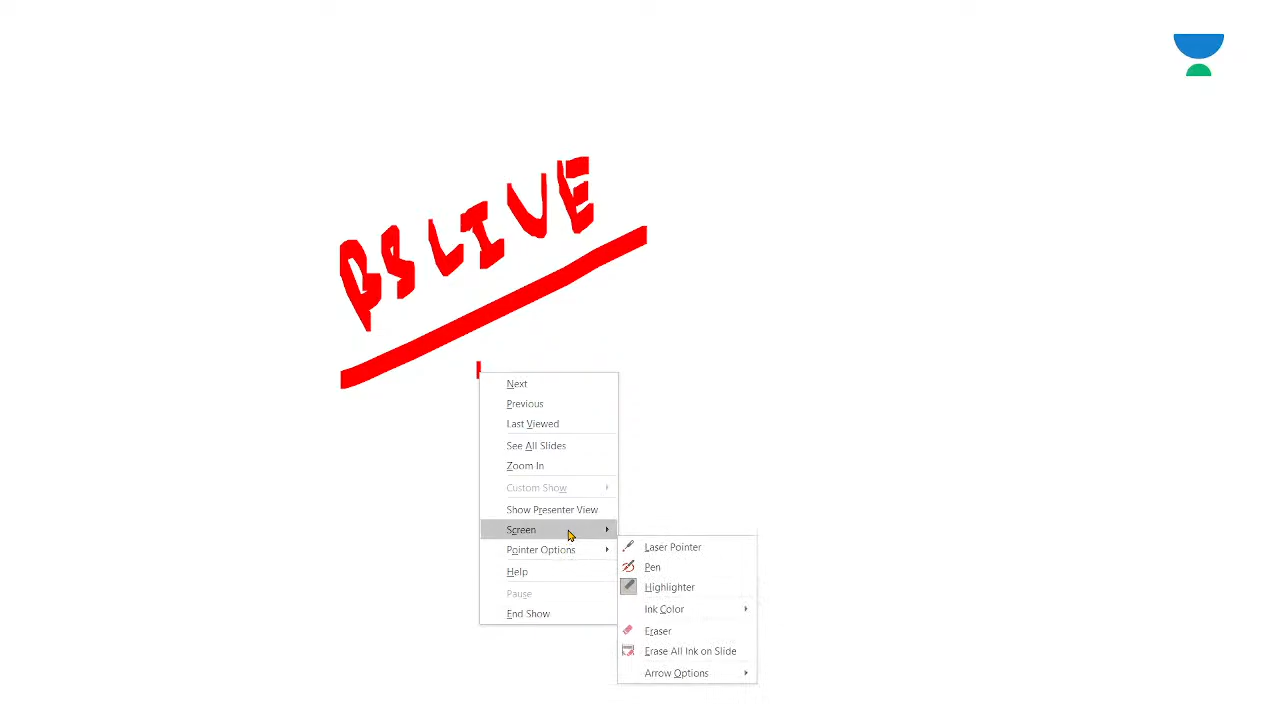 BSLIVE
Next
Previous
Last Viewed
See All Slides
Zoom In
Custom Show
Show Presenter View
Screen
Pointer Options
Help
Pause
End Show
Laser Pointer
Pen
Highlighter
Ink Color
Eraser
Erase All Ink on Slide
Arrow Options